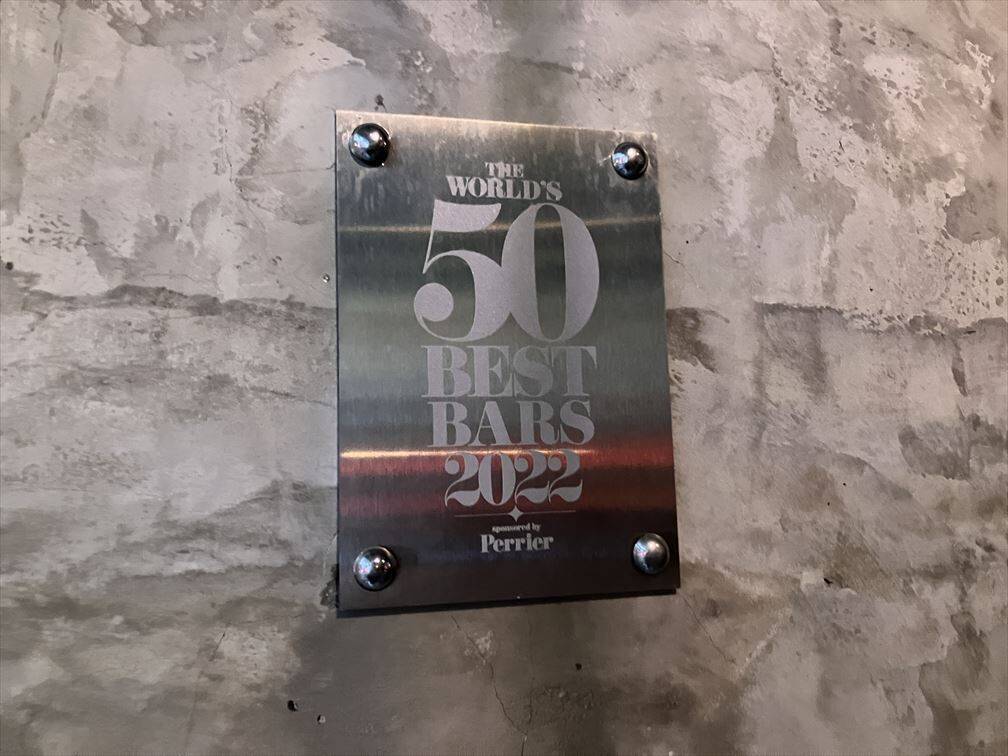 THE
WORLD'S
50
BEST
BARS
2022
sponsored by
Perrier